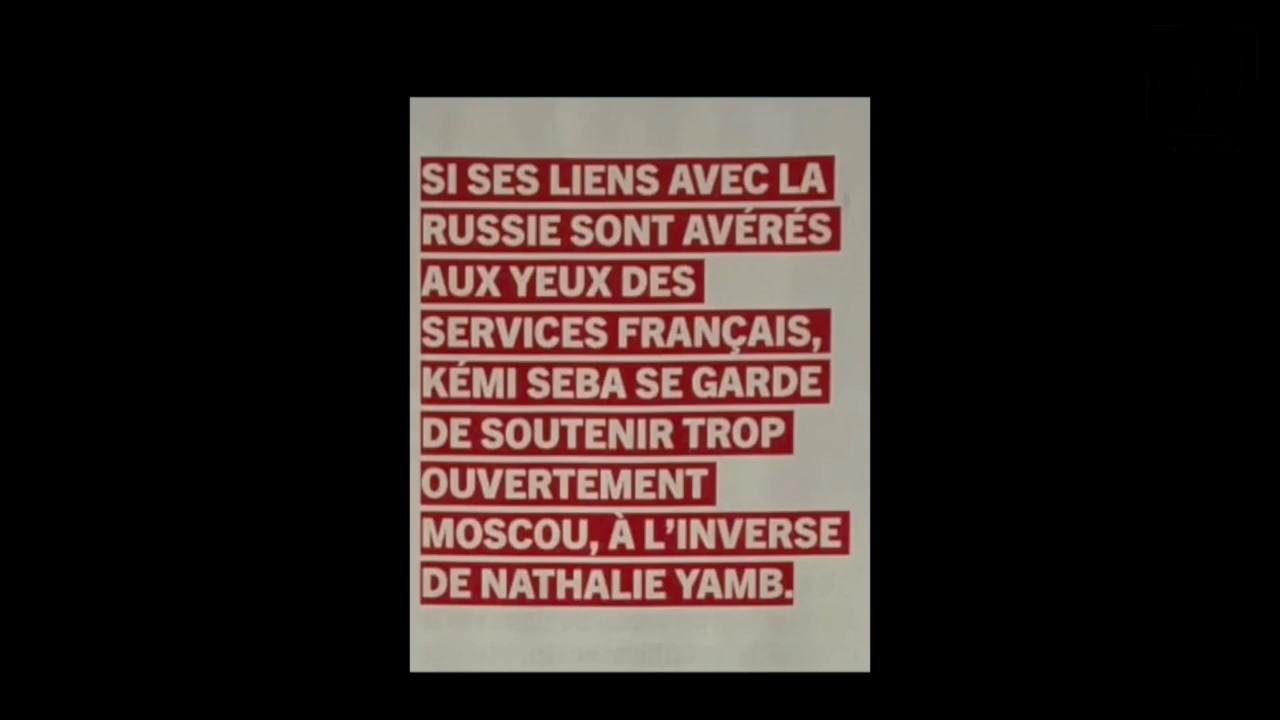 SI SES LIENS AVEC LA
RUSSIE SONT AVÉRÉS
AUX YEUX DES
SERVICES FRANÇAIS,
KÉMI SEBA SE GARDE
DE SOUTENIR TROP
OUVERTEMENT
MOSCOU, À L'INVERSE
DE NATHALIE YAMB.